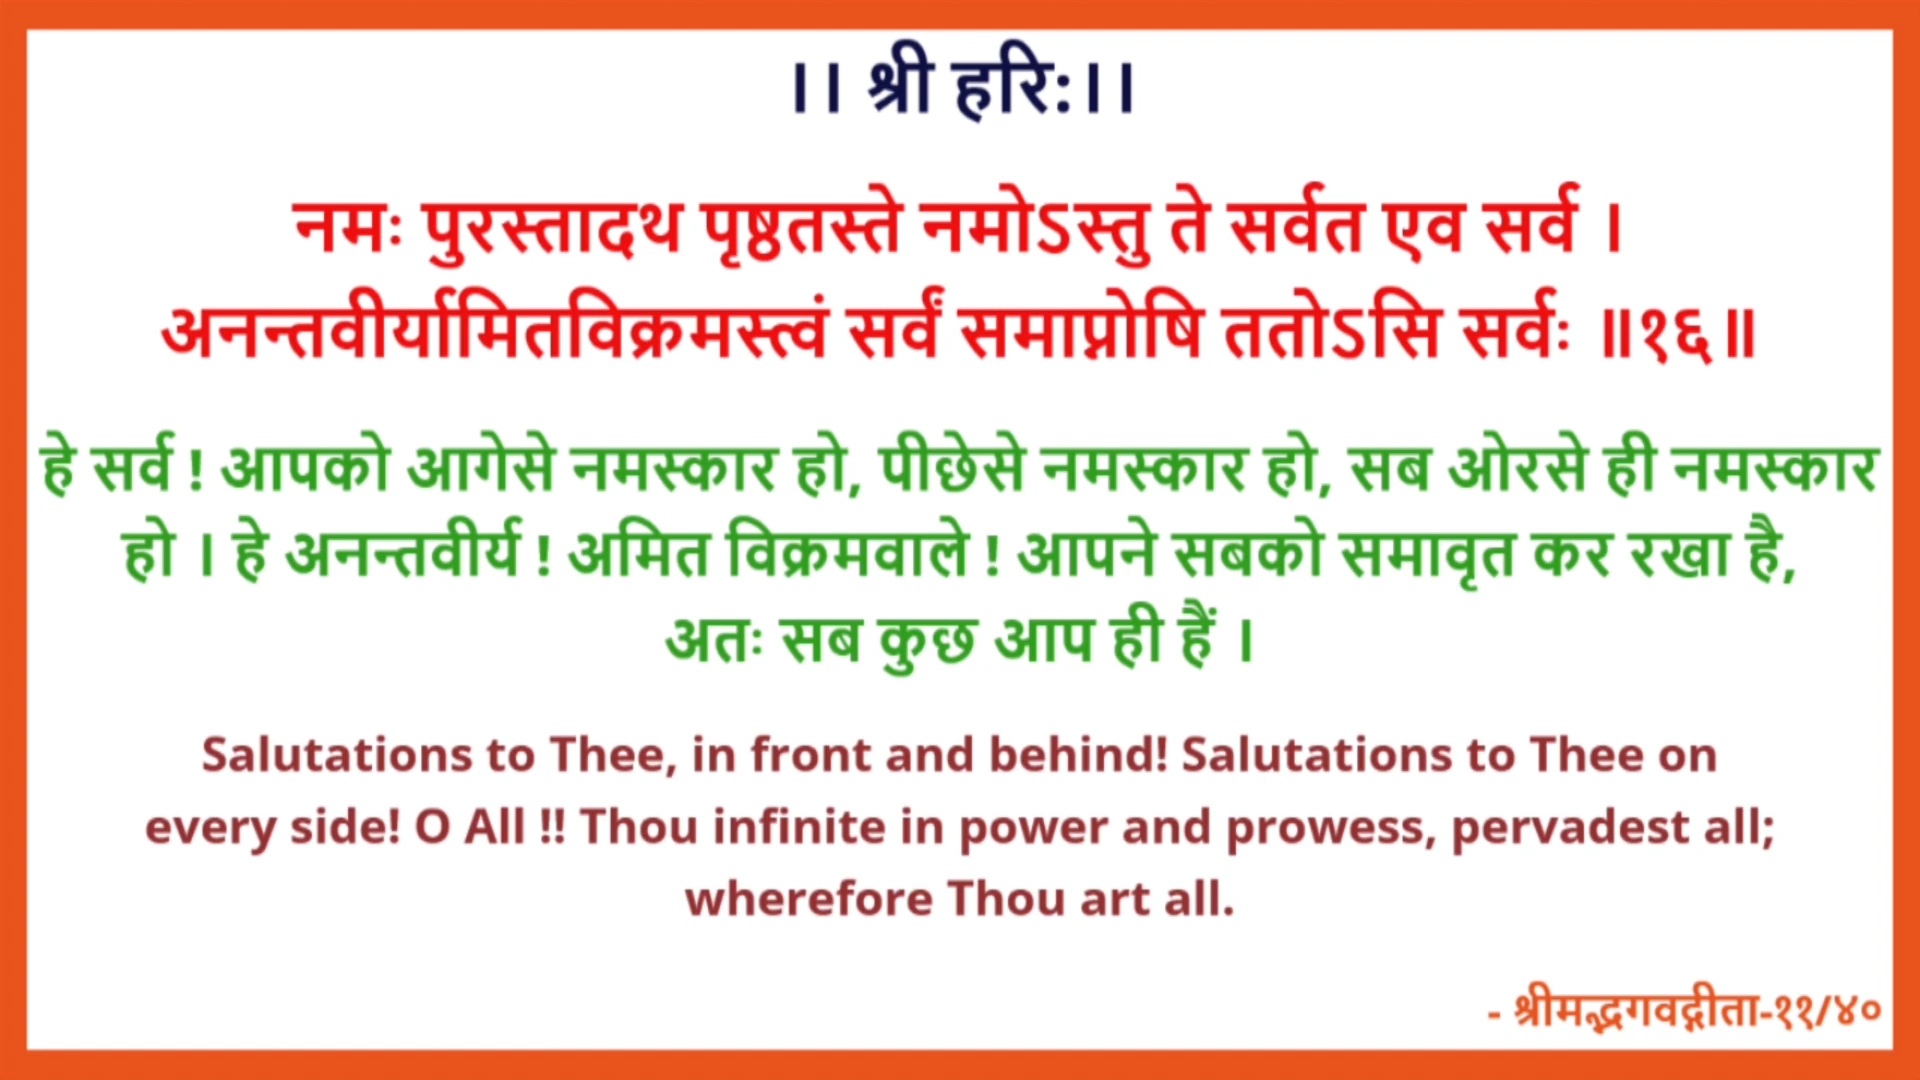 ।। श्री हरि:।।
नमः पुरस्तादथ पृष्ठतस्ते नमोऽस्तु ते सर्वत एव सर्व ।
अनन्तवीर्यामितविक्रमस्त्वं सर्वं समाप्नोषि ततोऽसि सर्वः ॥१६॥
हे सर्व ! आपको आगेसे नमस्कार हो, पीछेसे नमस्कार हो, सब ओरसे ही नमस्कार
हो । हे अनन्तवीर्य ! अमित विक्रमवाले ! आपने सबको समावृत कर रखा है,
अतः सब कुछ आप ही हैं ।
Salutations to Thee, in front and behind! Salutations to Thee on
every side! O All !! Thou infinite in power and prowess, pervadest all;
wherefore Thou art all.
- श्रीमद्भगवद्गीता-११/४०